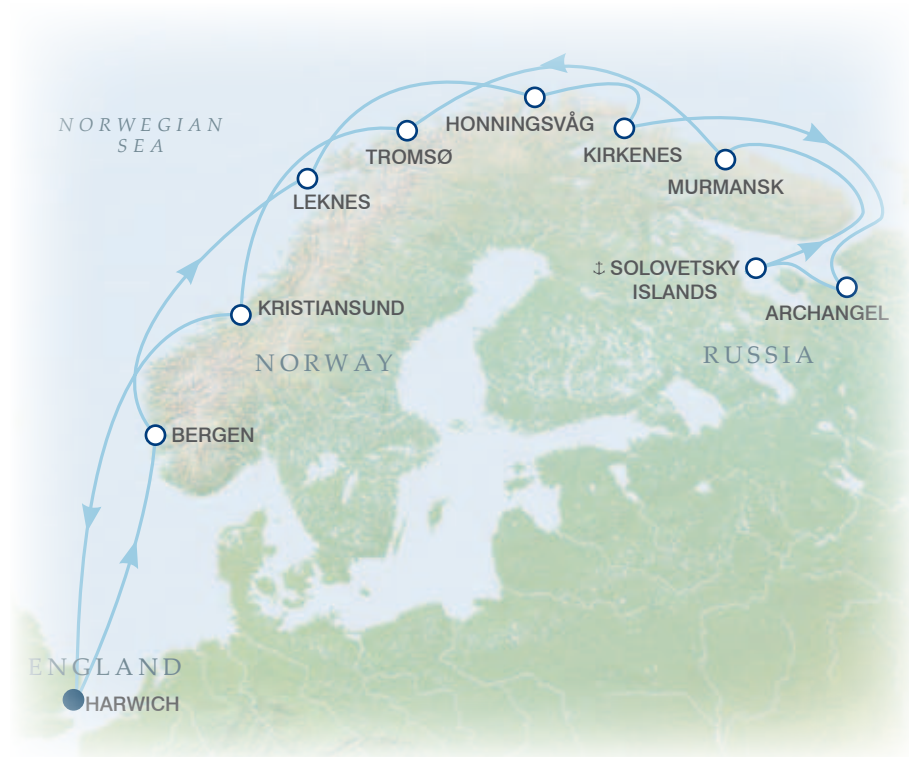 NORWEGIAN
SEA
HONNINGSVÅG
TROMSØ
KIRKENES
MURMANSK
LEKNES
⚓ SOLOVETSKY
ISLANDS
KRISTIANSUND
ARCHANGEL
NORWAY
RUSSIA
BERGEN
ENGLAND
HARWICH